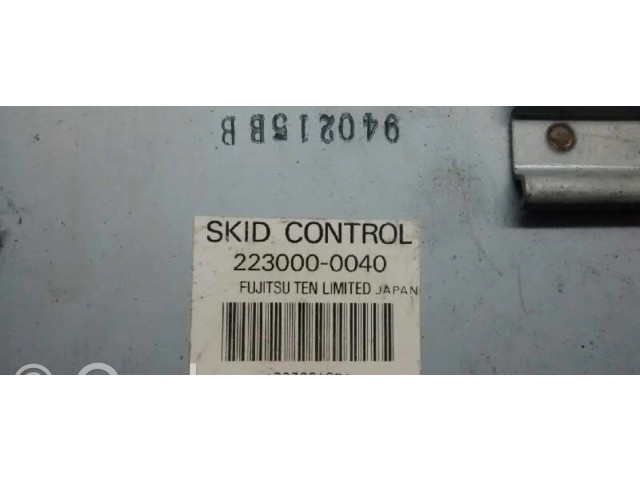 940215B B
SKID CONTROL
223000-0040
FUJITSU TEN LIMITED JAPAN